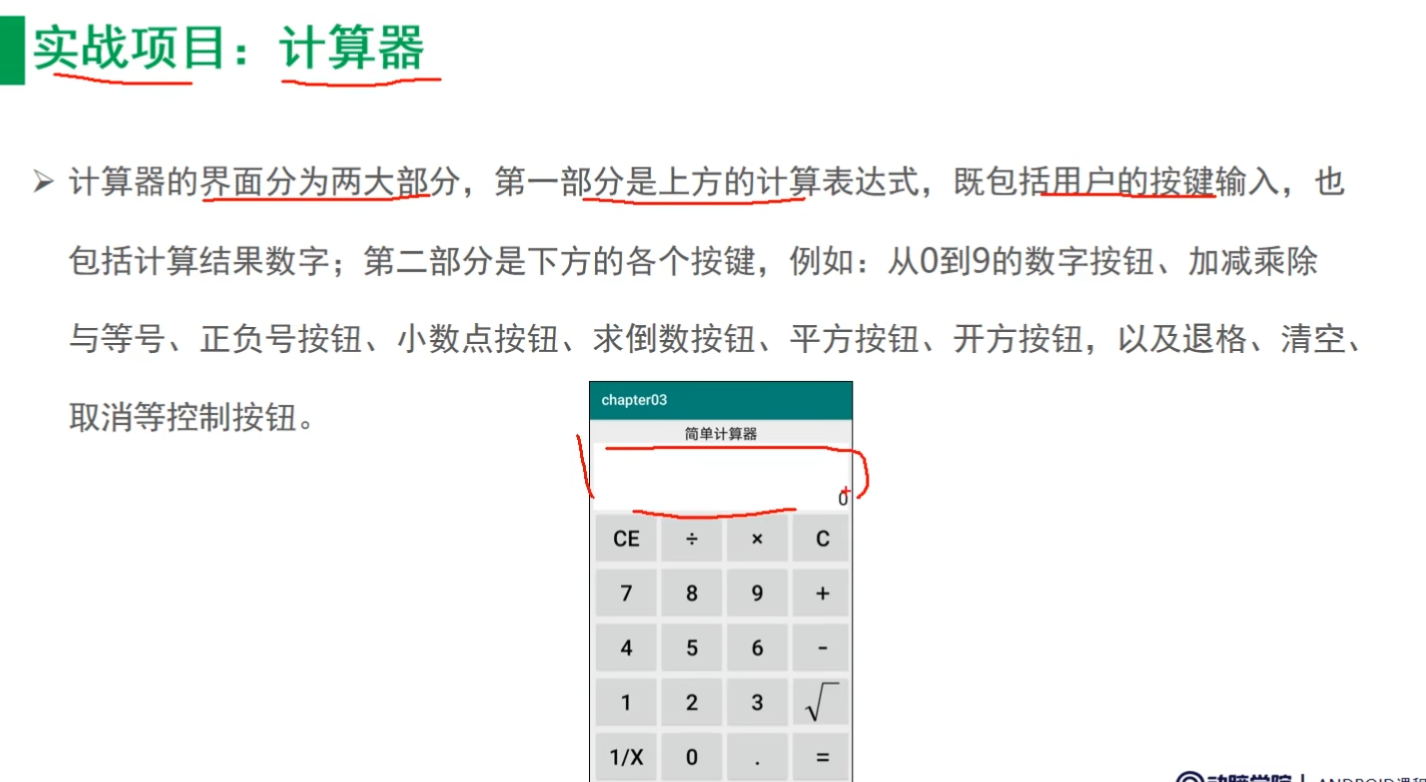 实战项目：计算器
➢ 计算器的界面分为两大部分，第一部分是上方的计算表达式，既包括用户的按键输入，也
包括计算结果数字；第二部分是下方的各个按键，例如：从0到9的数字按钮、加减乘除
与等号、正负号按钮、小数点按钮、求倒数按钮、平方按钮、开方按钮，以及退格、清空、
取消等控制按钮。
chapter03
简单计算器
0
CE ÷ × C
7 8 9 +
4 5 6 -
1 2 3 √
1/X 0 . =
动脑学院 | ANDROID课程